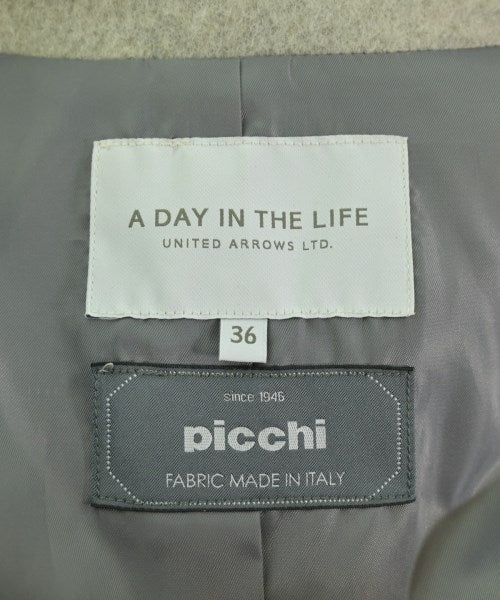 A DAY IN THE LIFE
UNITED ARROWS LTD.
36
since 1946
picchi
FABRIC MADE IN ITALY